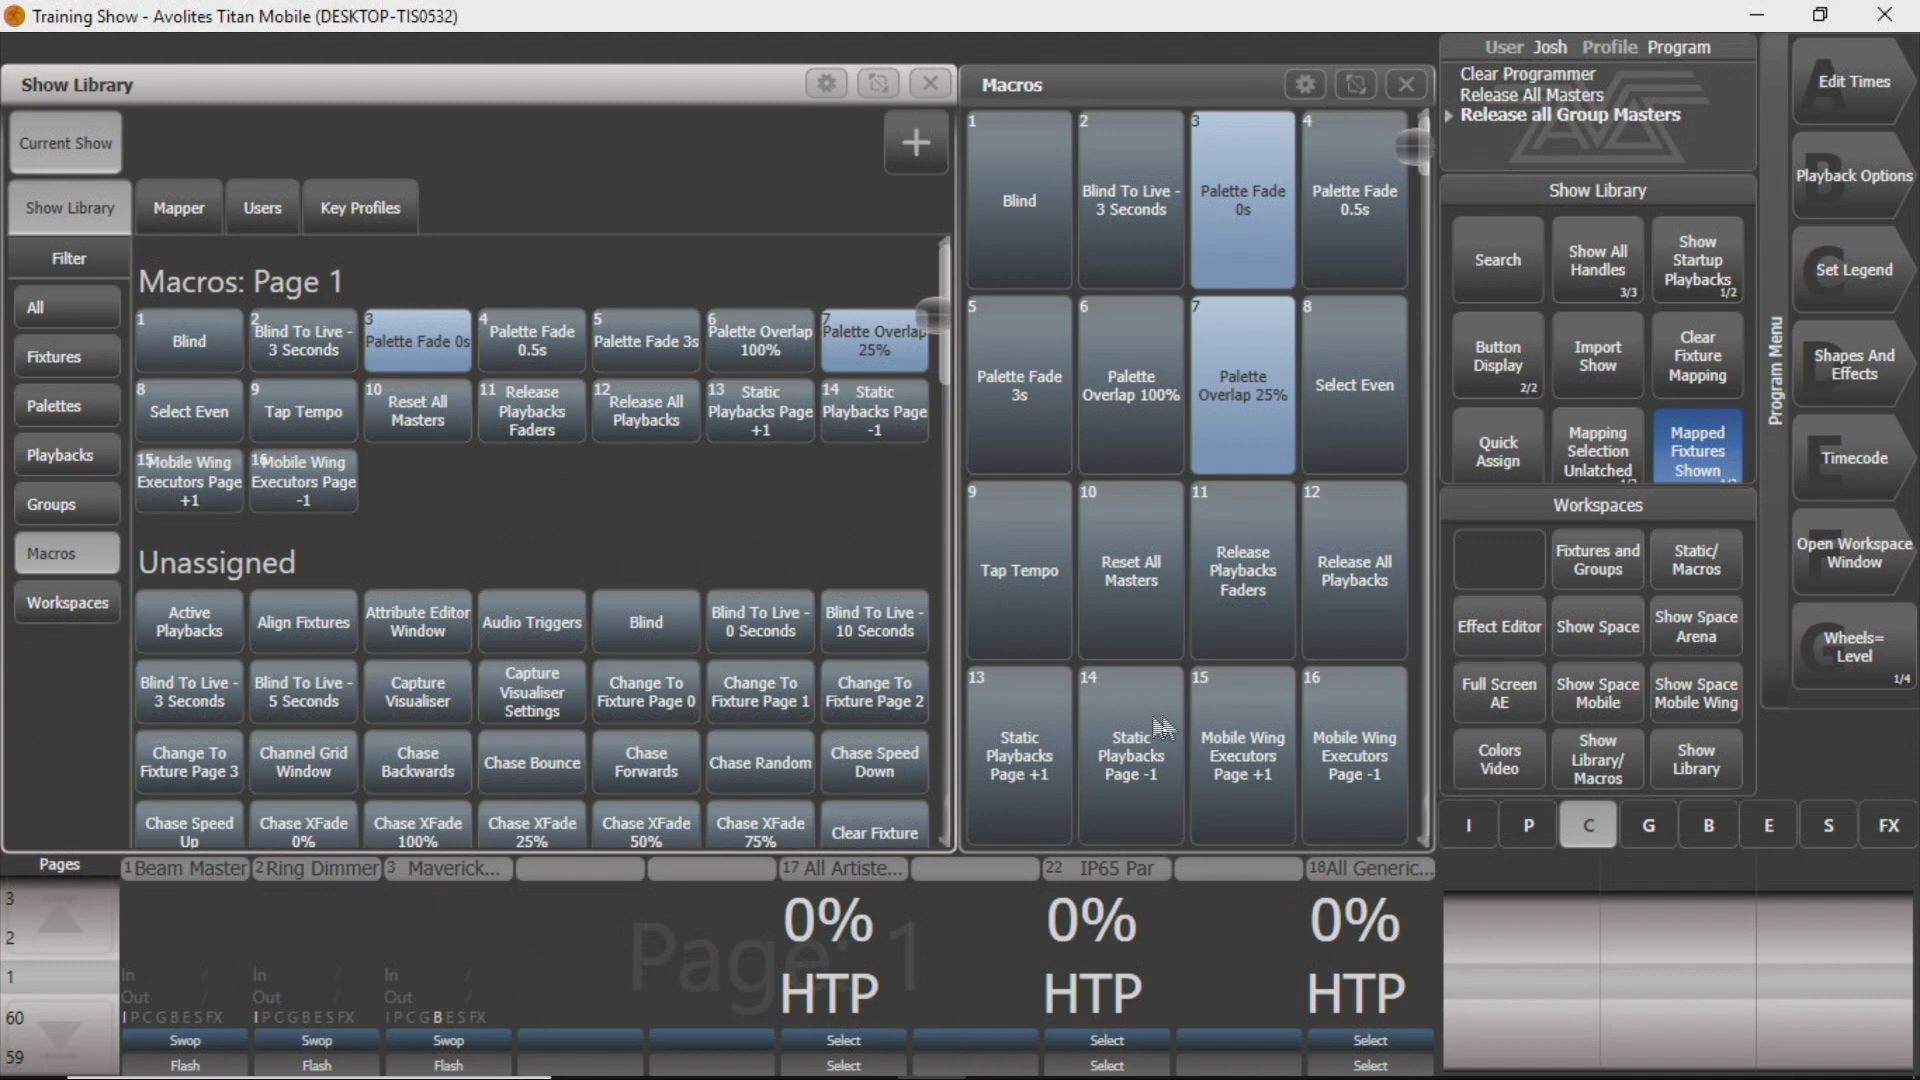 Training Show - Avolites Titan Mobile (DESKTOP-TIS0532)
Show Library
Current Show
Show Library
Mapper
Users
Key Profiles
Filter
All
Fixtures
Palettes
Playbacks
Groups
Macros
Workspaces
Macros: Page 1
1 Blind
2 Blind To Live -
3 Seconds
3 Palette Fade 0s
4 Palette Fade
0.5s
5 Palette Fade 3s
6 Palette Overlap
100%
7 Palette Overlap
25%
8 Select Even
9 Tap Tempo
10 Reset All
Masters
11 Release
Playbacks
Faders
12 Release All
Playbacks
13 Static
Playbacks Page
+1
14 Static
Playbacks Page
-1
15 Mobile Wing
Executors Page
+1
16 Mobile Wing
Executors Page
-1
Unassigned
Active
Playbacks
Align Fixtures
Attribute Editor
Window
Audio Triggers
Blind
Blind To Live -
0 Seconds
Blind To Live -
10 Seconds
Blind To Live -
3 Seconds
Blind To Live -
5 Seconds
Capture
Visualiser
Capture
Visualiser
Settings
Change To
Fixture Page 0
Change To
Fixture Page 1
Change To
Fixture Page 2
Change To
Fixture Page 3
Channel Grid
Window
Chase
Backwards
Chase Bounce
Chase
Forwards
Chase Random
Chase Speed
Down
Chase Speed
Up
Chase XFade
0%
Chase XFade
100%
Chase XFade
25%
Chase XFade
50%
Chase XFade
75%
Clear Fixture
Macros
1
Blind
2
Blind To Live -
3 Seconds
3
Palette Fade
0s
4
Palette Fade
0.5s
5
Palette Fade
3s
6
Palette
Overlap 100%
7
Palette
Overlap 25%
8
Select Even
9
Tap Tempo
10
Reset All
Masters
11
Release
Playbacks
Faders
12
Release All
Playbacks
13
Static
Playbacks
Page +1
14
Static
Playbacks
Page -1
15
Mobile Wing
Executors
Page +1
16
Mobile Wing
Executors
Page -1
User Josh Profile Program
Clear Programmer
Release All Masters
Release all Group Masters
Show Library
Search
Show All
Handles
3/3
Show
Startup
Playbacks
1/2
Button
Display
2/2
Import
Show
Clear
Fixture
Mapping
Quick
Assign
Mapping
Selection
Unlatched
Mapped
Fixtures
Shown
Workspaces
Fixtures and
Groups
Static/
Macros
Effect Editor
Show Space
Show Space
Arena
Full Screen
AE
Show Space
Mobile
Show Space
Mobile Wing
Colors
Video
Show
Library/
Macros
Show
Library
Program Menu
A Edit Times
B Playback Options
C Set Legend
D Shapes And
Effects
E Timecode
F Open Workspace
Window
G Wheels=
Level
1/4
I P C G B E S FX
Pages
3
2
1
60
59
1 Beam Master
2 Ring Dimmer
3 Maverick...
17 All Artiste...
22 IP65 Par
18 All Generic...
Page: 1
0% 0% 0%
HTP HTP HTP
In / In / In /
Out / Out / Out /
IPCGBESFX IPCGBESFX IPCGBESFX
Swop Swop Swop Select Select Select
Flash Flash Flash Select Select Select